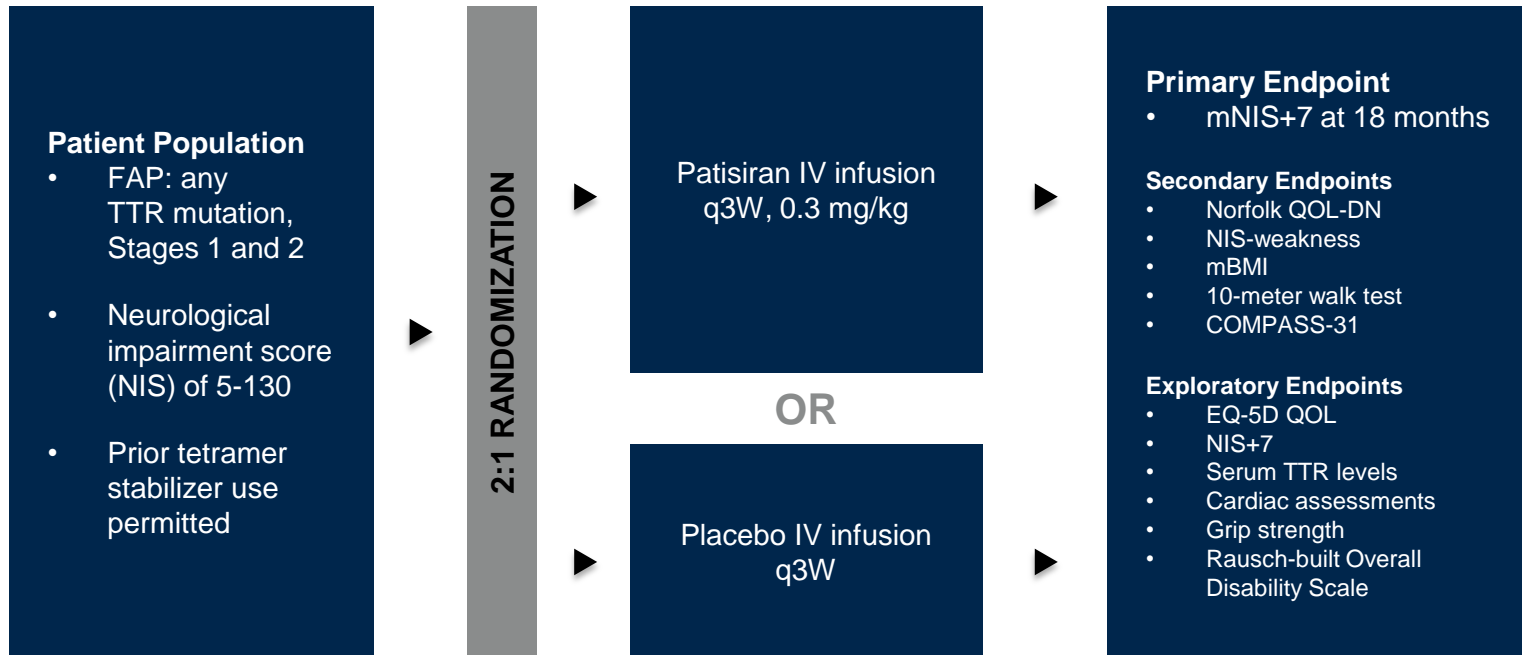 Patient Population
• FAP: any
TTR mutation,
Stages 1 and 2
• Neurological
impairment score
(NIS) of 5-130
• Prior tetramer
stabilizer use
permitted
2:1 RANDOMIZATION
Patisiran IV infusion
q3W, 0.3 mg/kg
OR
Placebo IV infusion
q3W
Primary Endpoint
• mNIS+7 at 18 months
Secondary Endpoints
• Norfolk QOL-DN
• NIS-weakness
• mBMI
• 10-meter walk test
• COMPASS-31
Exploratory Endpoints
• EQ-5D QOL
• NIS+7
• Serum TTR levels
• Cardiac assessments
• Grip strength
• Rausch-built Overall
Disability Scale